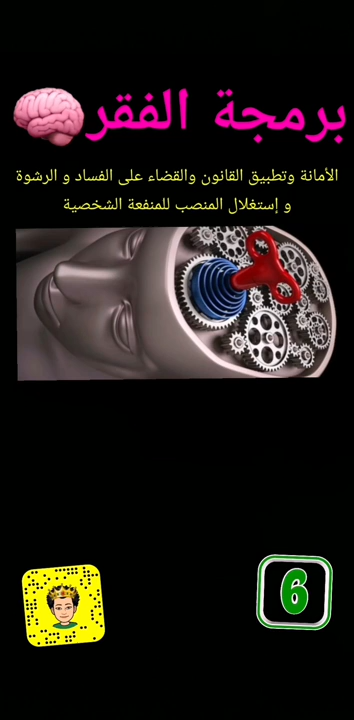 برمجة الفقر
الأمانة وتطبيق القانون والقضاء على الفساد و الرشوة
و إستغلال المنصب للمنفعة الشخصية
6